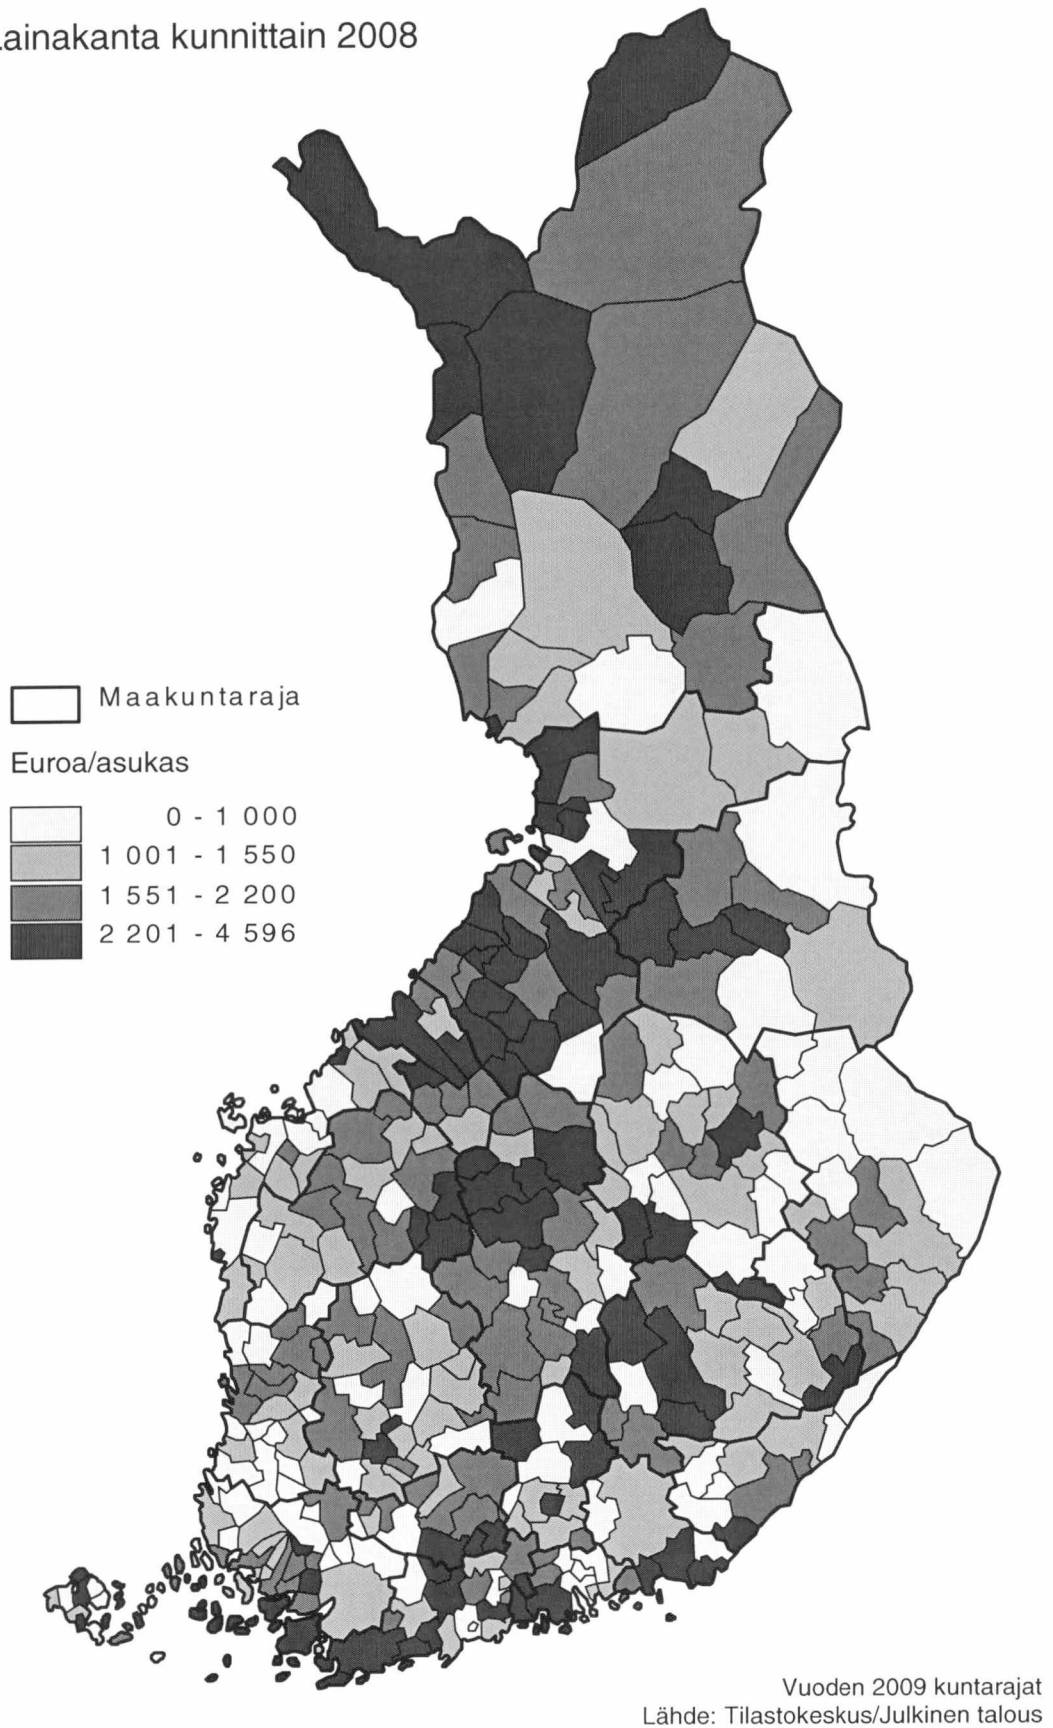 Lainakanta kunnittain 2008
Maakuntaraja
Euroa/asukas
0 - 1 000
1 001 - 1 550
1 551 - 2 200
2 201 - 4 596
Vuoden 2009 kuntarajat
Lähde: Tilastokeskus/Julkinen talous